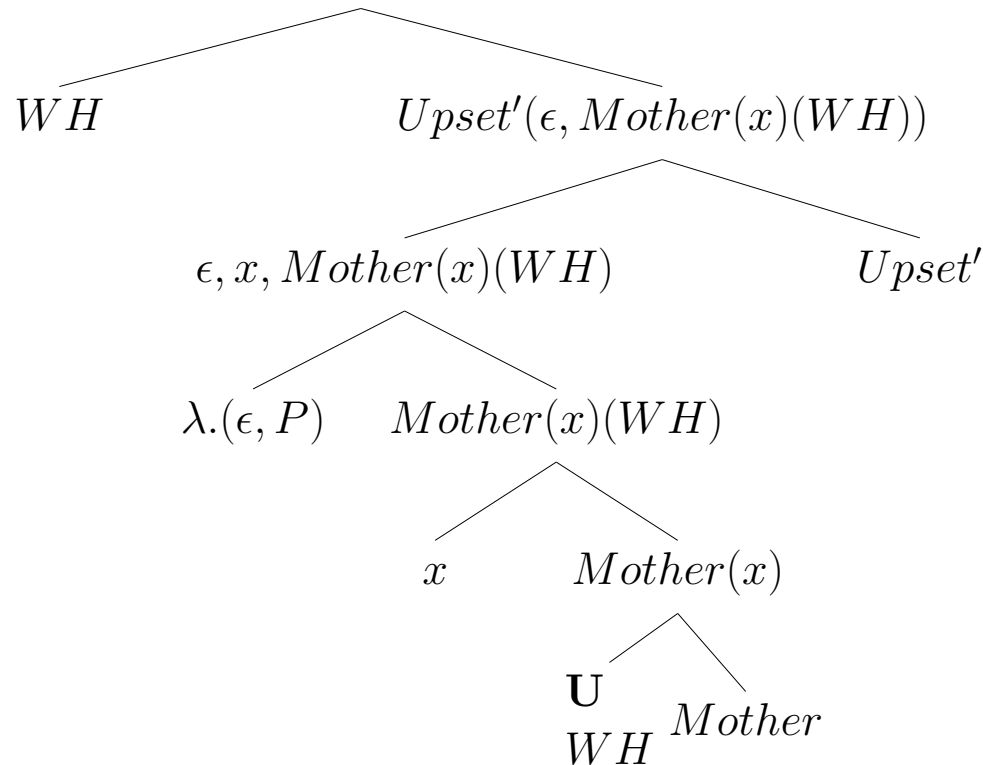 WH
Upset′(ϵ, Mother(x)(WH))
ϵ, x, Mother(x)(WH)
Upset′
λ.(ϵ, P)
Mother(x)(WH)
x
Mother(x)
U
WH
Mother